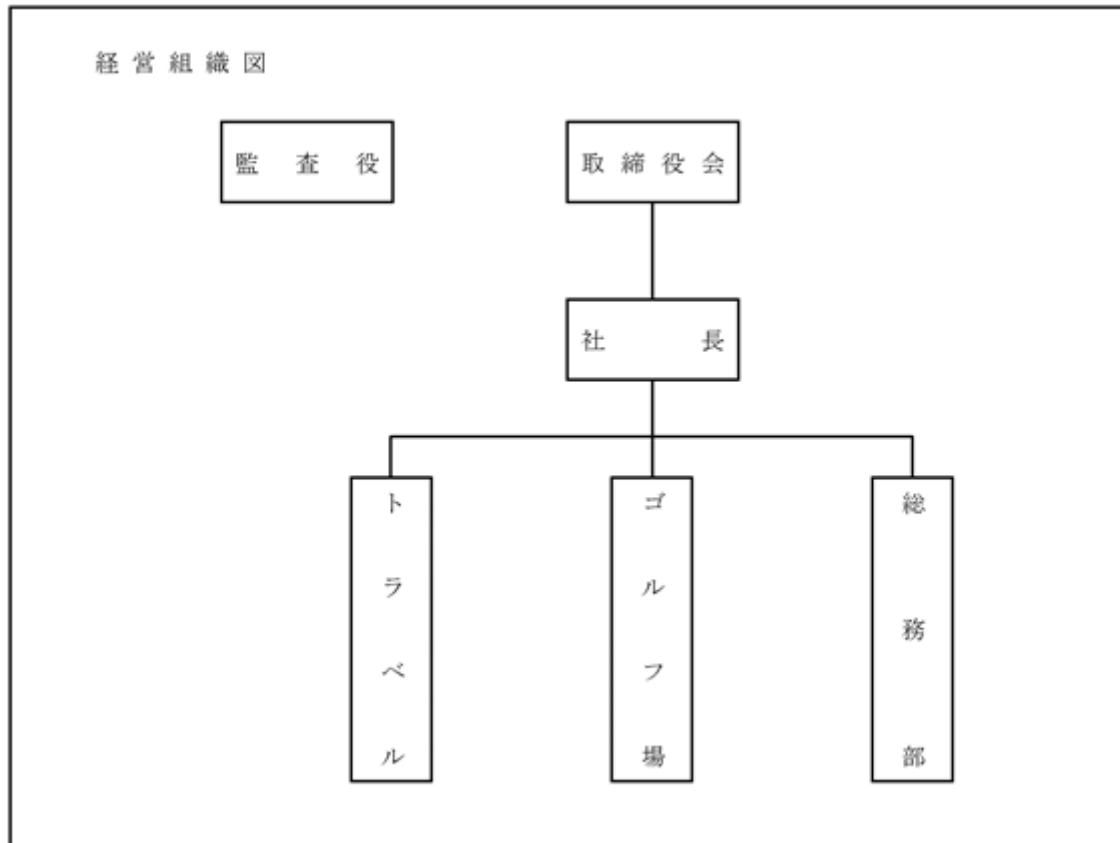 経営組織図
監査役
取締役会
社長
トラベル
ゴルフ場
総務部